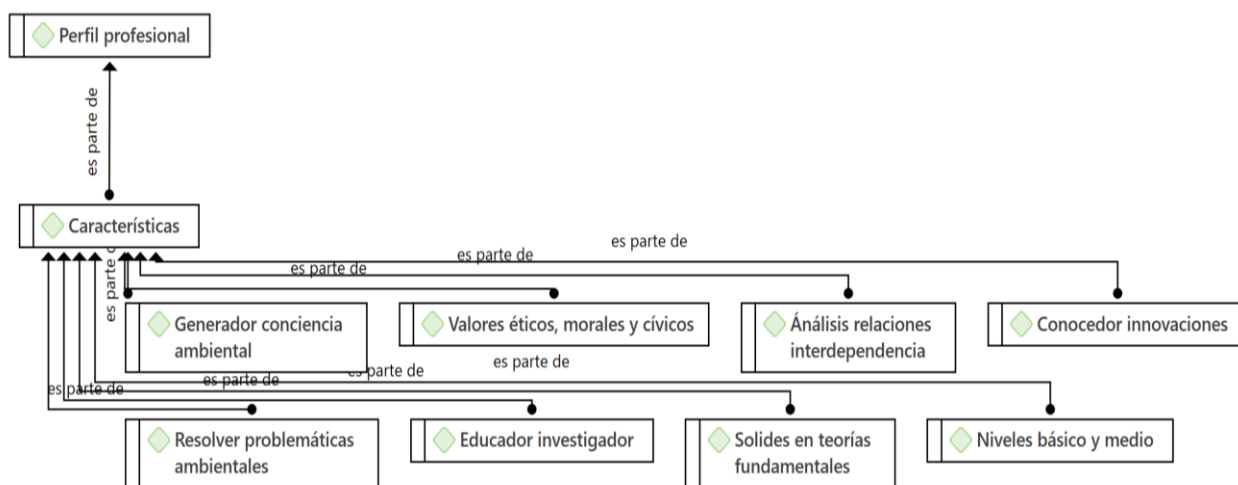 Perfil profesional
es parte de
Características
es parte de
es parte de
es parte de
es parte de
Generador conciencia
ambiental
Valores éticos, morales y cívicos
Ánálisis relaciones
interdependencia
Conocedor innovaciones
es parte de
es parte de
es parte de
es parte de
Resolver problemáticas
ambientales
Educador investigador
Solides en teorías
fundamentales
Niveles básico y medio